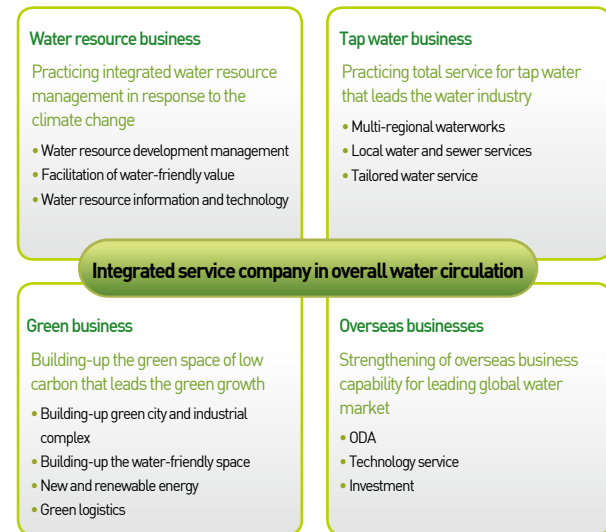 Water resource business
Practicing integrated water resource
management in response to the
climate change
• Water resource development management
• Facilitation of water-friendly value
• Water resource information and technology
Tap water business
Practicing total service for tap water
that leads the water industry
• Multi-regional waterworks
• Local water and sewer services
• Tailored water service
Integrated service company in overall water circulation
Green business
Building-up the green space of low
carbon that leads the green growth
• Building-up green city and industrial
complex
• Building-up the water-friendly space
• New and renewable energy
• Green logistics
Overseas businesses
Strengthening of overseas business
capability for leading global water
market
• ODA
• Technology service
• Investment